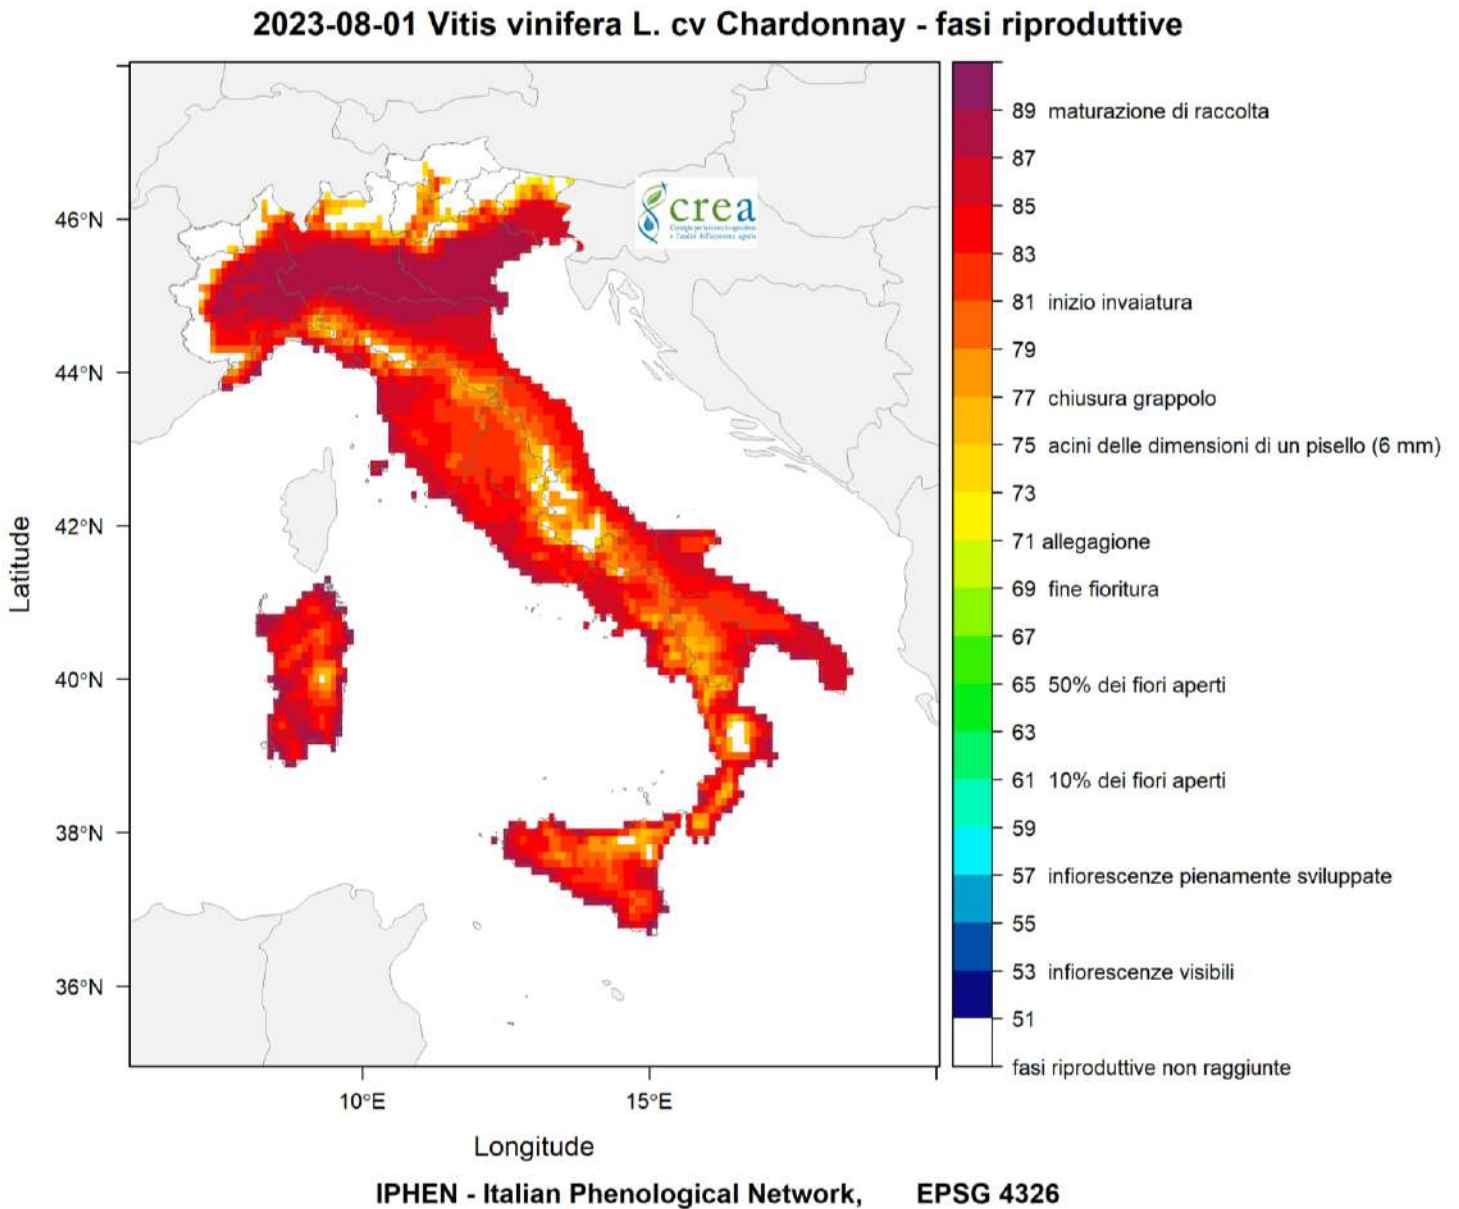 2023-08-01 Vitis vinifera L. cv Chardonnay - fasi riproduttive
crea
89 maturazione di raccolta
87
85
83
81 inizio invaiatura
79
77 chiusura grappolo
75 acini delle dimensioni di un pisello (6 mm)
73
71 allegagione
69 fine fioritura
67
65 50% dei fiori aperti
63
61 10% dei fiori aperti
59
57 infiorescenze pienamente sviluppate
55
53 infiorescenze visibili
51
fasi riproduttive non raggiunte
46°N
44°N
42°N
40°N
38°N
36°N
Latitude
10°E
15°E
Longitude
IPHEN - Italian Phenological Network, EPSG 4326